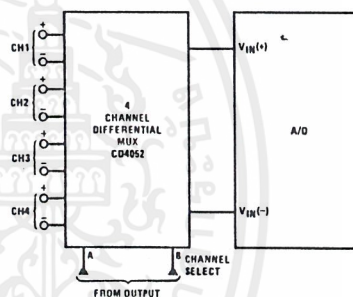 CH1
+
−
CH2
+
−
CH3
+
−
CH4
+
−
4
CHANNEL
DIFFERENTIAL
MUX
CD4052
VIN(+)
A/D
VIN(−)
A
B
CHANNEL
SELECT
FROM OUTPUT